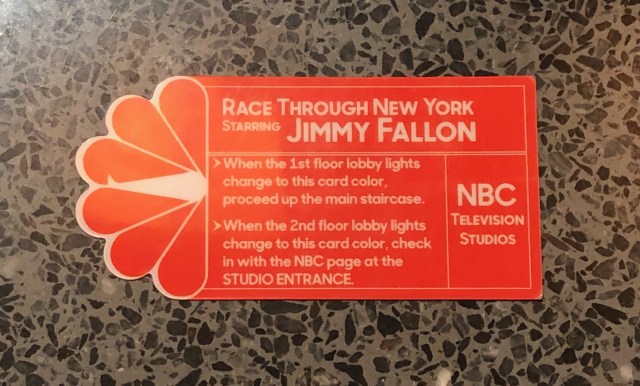 RACE THROUGH NEW YORK
STARRING JIMMY FALLON
➤When the 1st floor lobby lights
change to this card color,
proceed up the main staircase.
➤When the 2nd floor lobby lights
change to this card color, check
in with the NBC page at the
STUDIO ENTRANCE.
NBC
TELEVISION
STUDIOS